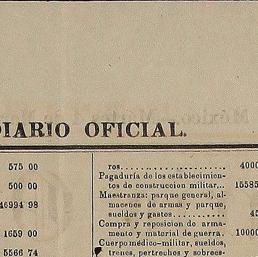 DIARIO OFICIAL.
575 00
500 00
46994 98
1659 00
5566 74
ros 4000
Pagaduría de los establecimien-
tos de construccion militar... 15585
Maestranza: parque general, al-
macenes de armas y parque,
sueldos y gastos 45
Compra y reposicion de arma-
mento y material de guerra. 10000
Cuerpo médico-militar, sueldos,
trenes, pertrechos y sobreces-